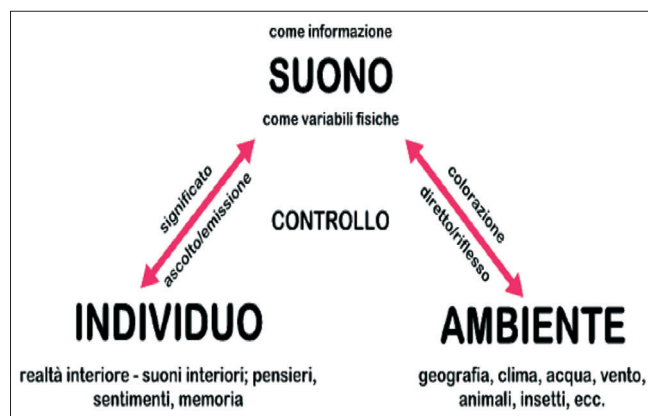 come informazione
SUONO
come variabili fisiche
significato
ascolto/emissione
colorazione
diretto/riflesso
CONTROLLO
INDIVIDUO
realtà interiore - suoni interiori; pensieri,
sentimenti, memoria
AMBIENTE
geografia, clima, acqua, vento,
animali, insetti, ecc.